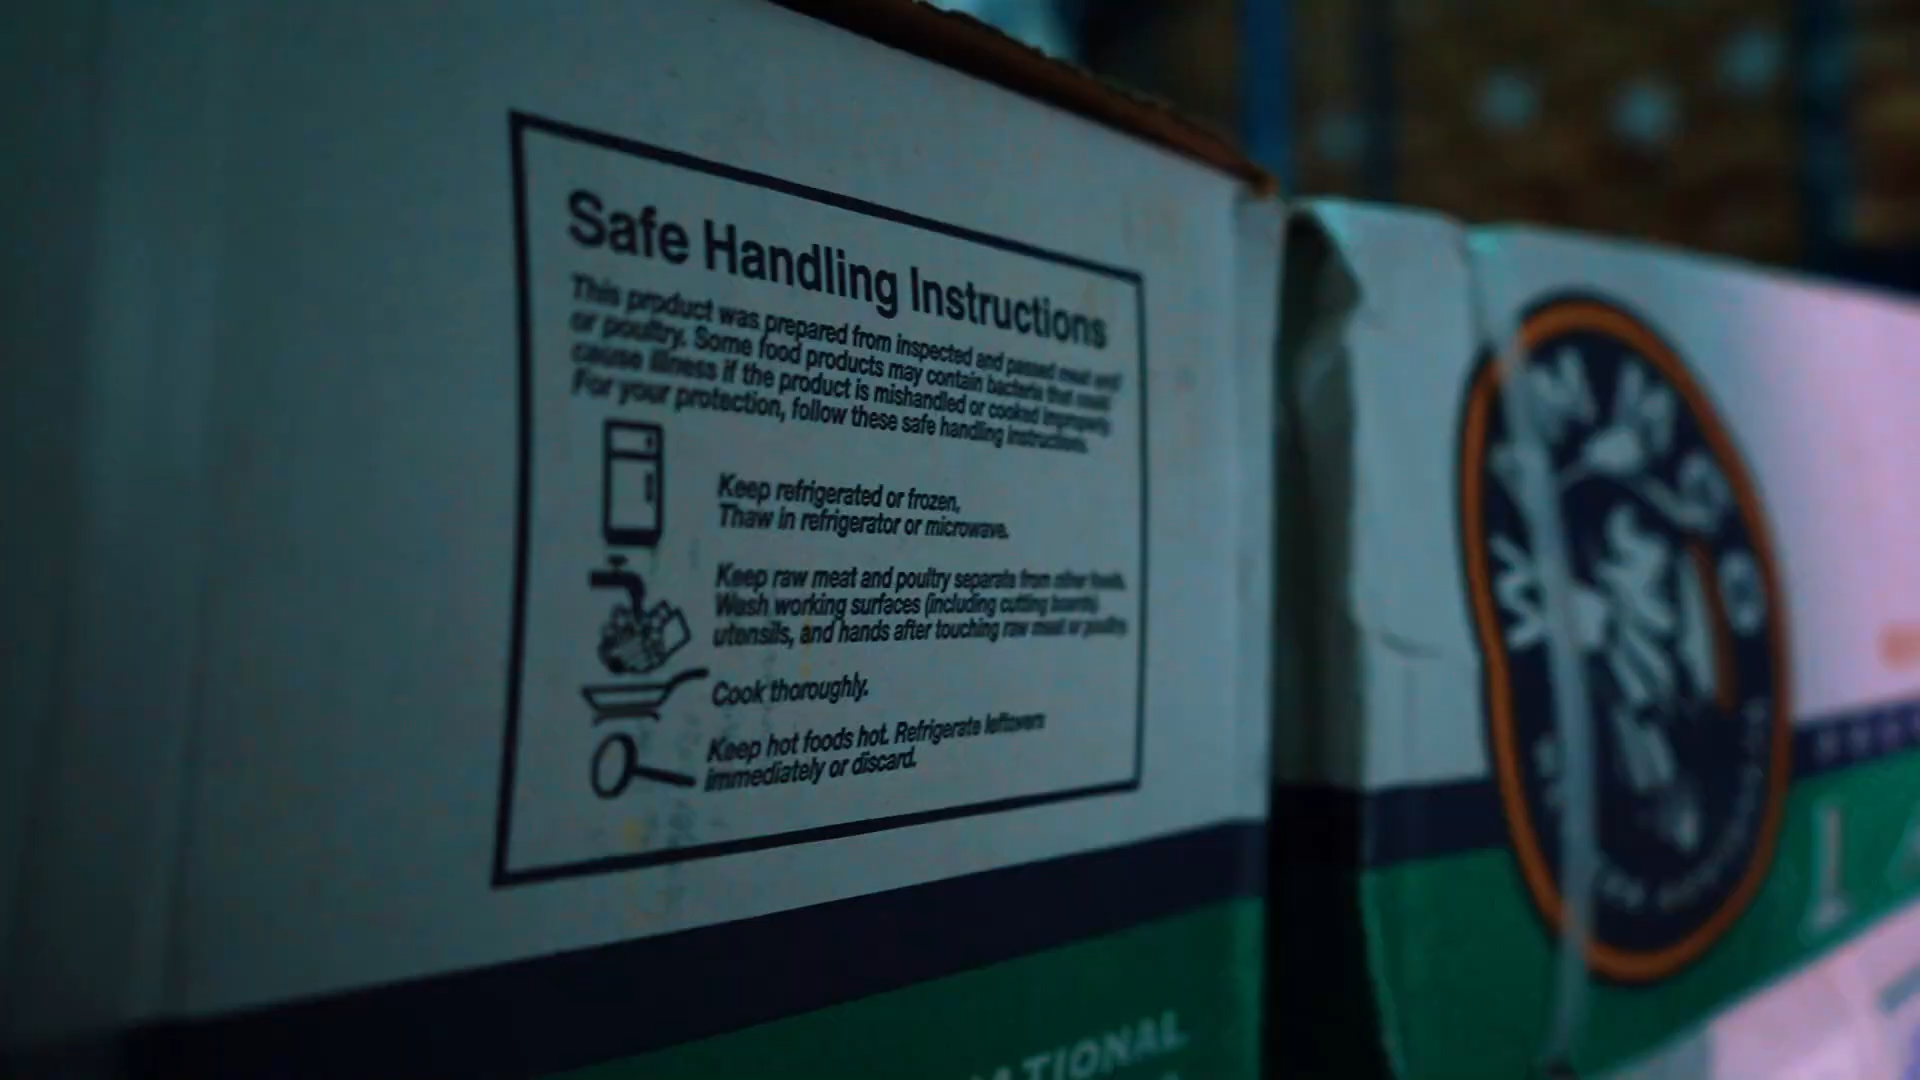 Safe Handling Instructions
This product was prepared from inspected and passed meat and
or poultry. Some food products may contain bacteria that could
cause illness if the product is mishandled or cooked improperly.
For your protection, follow these safe handling instructions.
Keep refrigerated or frozen,
Thaw in refrigerator or microwave.
Keep raw meat and poultry separate from other foods.
Wash working surfaces (including cutting boards)
utensils, and hands after touching raw meat or poultry.
Cook thoroughly.
Keep hot foods hot. Refrigerate leftovers
immediately or discard.